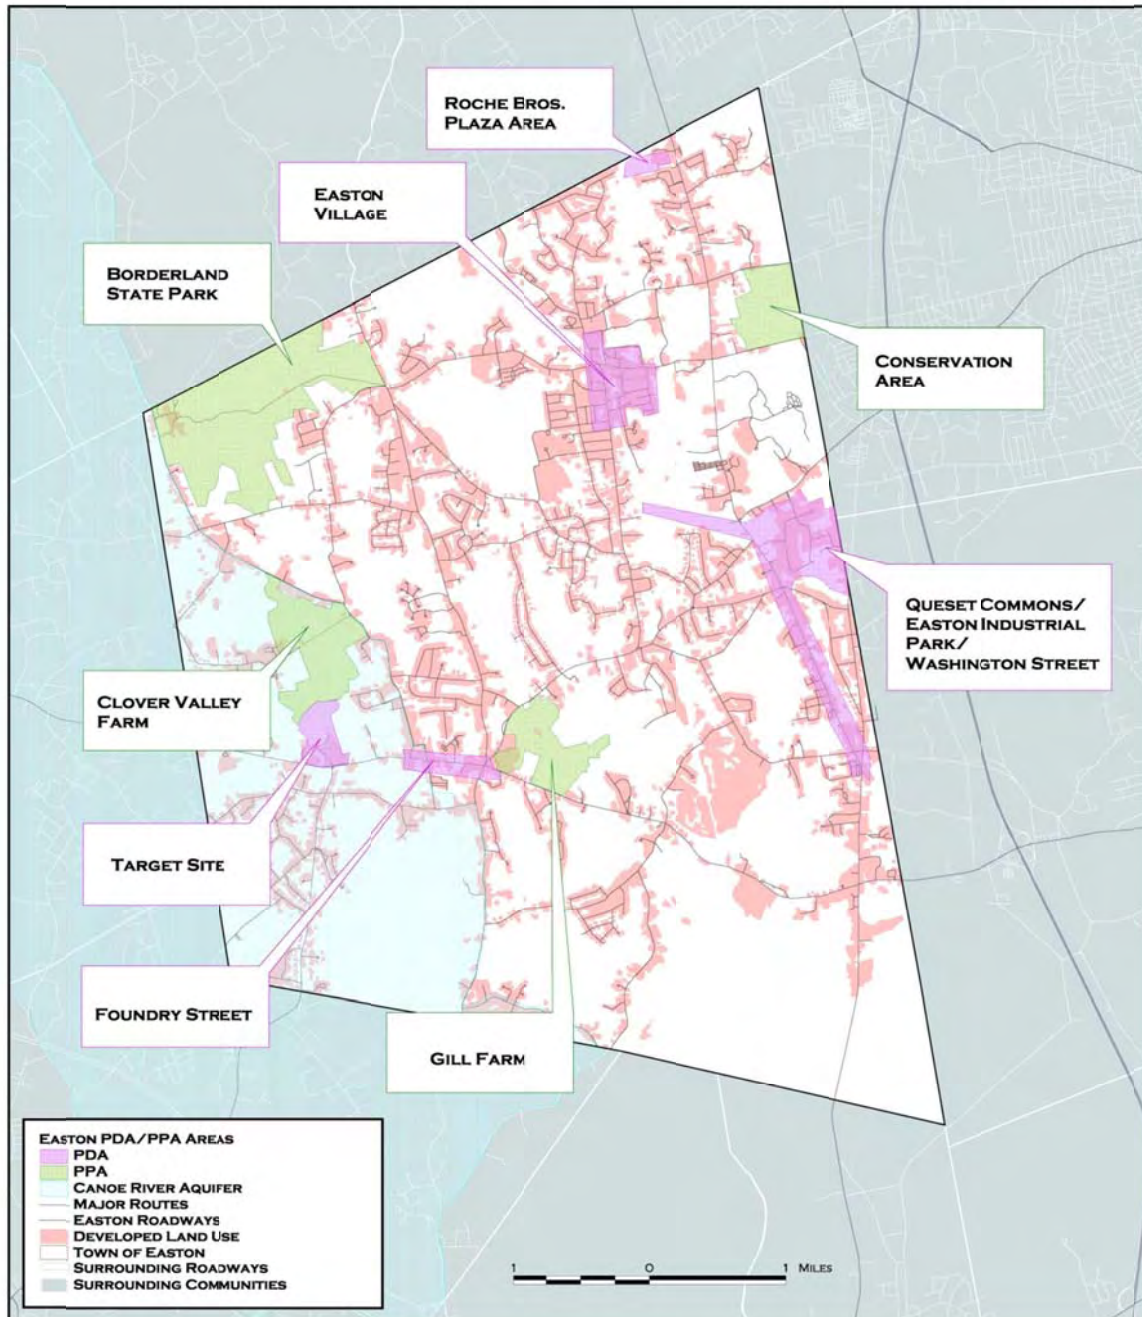 ROCHE BROS.
PLAZA AREA
EASTON
VILLAGE
BORDERLAND
STATE PARK
CONSERVATION
AREA
QUESET COMMONS/
EASTON INDUSTRIAL
PARK/
WASHINGTON STREET
CLOVER VALLEY
FARM
TARGET SITE
FOUNDRY STREET
GILL FARM
EASTON PDA/PPA AREAS
PDA
PPA
CANOE RIVER AQUIFER
MAJOR ROUTES
EASTON ROADWAYS
DEVELOPED LAND USE
TOWN OF EASTON
SURROUNDING ROADWAYS
SURROUNDING COMMUNITIES
1 0 1 MILES